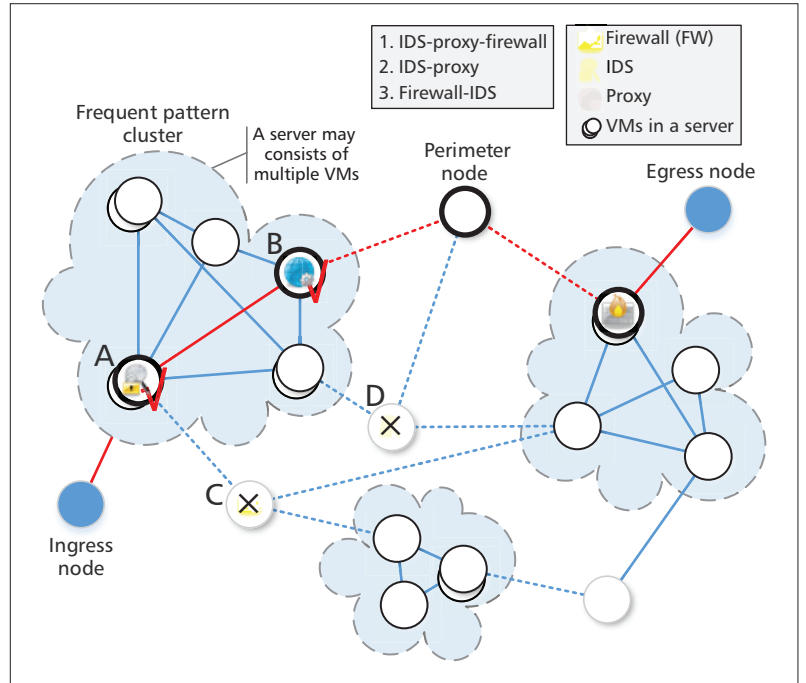 1. IDS-proxy-firewall
2. IDS-proxy
3. Firewall-IDS
Firewall (FW)
IDS
Proxy
VMs in a server
Frequent pattern
cluster
A server may
consists of
multiple VMs
Perimeter
node
Egress node
B
A
D
C
Ingress
node